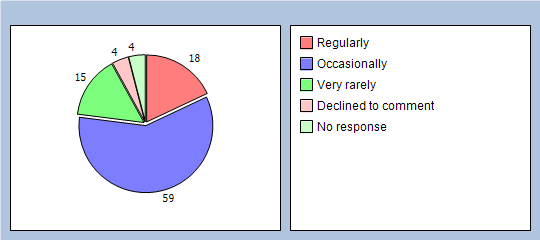 4
4
18
15
59
Regularly
Occasionally
Very rarely
Declined to comment
No response